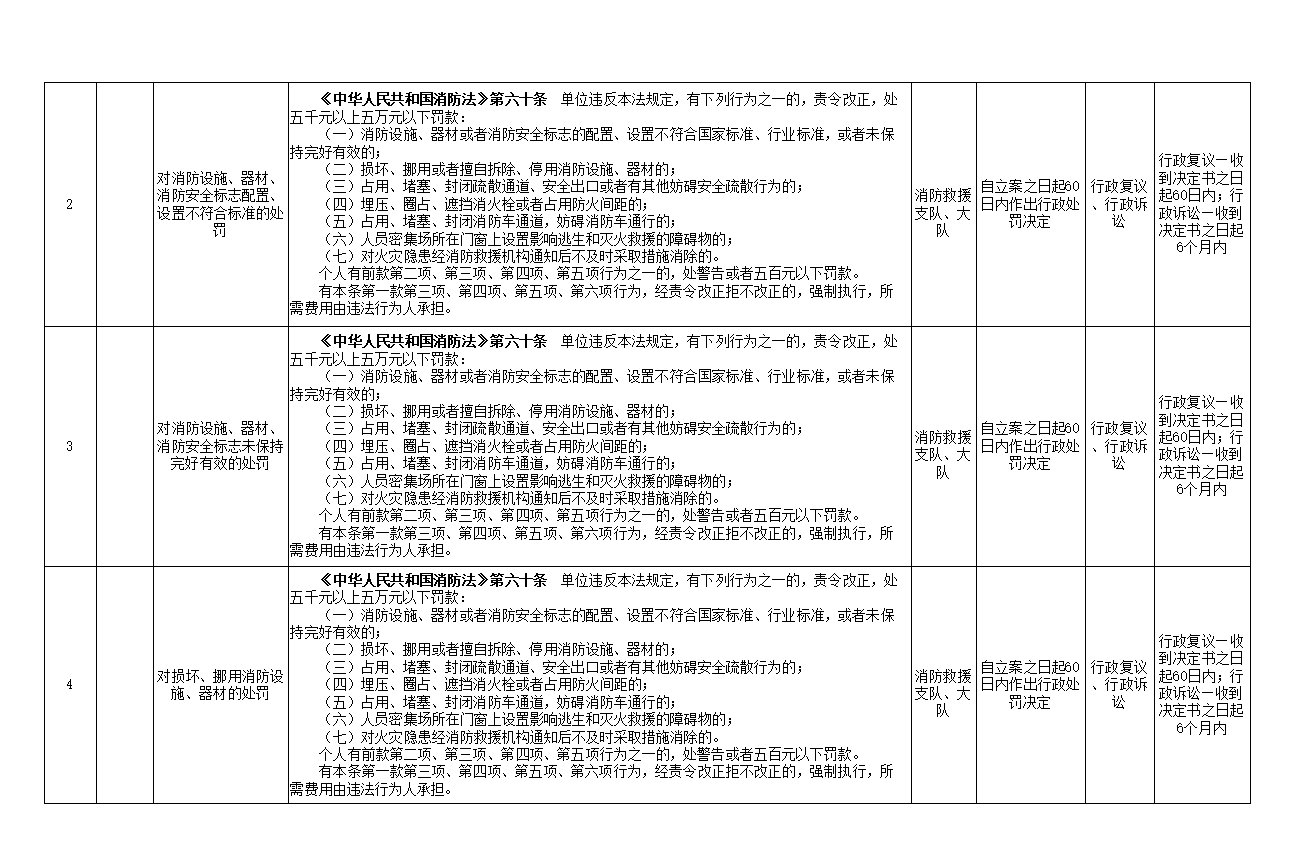 2
对消防设施、器材、
消防安全标志配置、
设置不符合标准的处
罚
《中华人民共和国消防法》第六十条　单位违反本法规定，有下列行为之一的，责令改正，处
五千元以上五万元以下罚款：
（一）消防设施、器材或者消防安全标志的配置、设置不符合国家标准、行业标准，或者未保
持完好有效的；
（二）损坏、挪用或者擅自拆除、停用消防设施、器材的；
（三）占用、堵塞、封闭疏散通道、安全出口或者有其他妨碍安全疏散行为的；
（四）埋压、圈占、遮挡消火栓或者占用防火间距的；
（五）占用、堵塞、封闭消防车通道，妨碍消防车通行的；
（六）人员密集场所在门窗上设置影响逃生和灭火救援的障碍物的；
（七）对火灾隐患经消防救援机构通知后不及时采取措施消除的。
个人有前款第二项、第三项、第四项、第五项行为之一的，处警告或者五百元以下罚款。
有本条第一款第三项、第四项、第五项、第六项行为，经责令改正拒不改正的，强制执行，所
需费用由违法行为人承担。
消防救援
支队、大
队
自立案之日起60
日内作出行政处
罚决定
行政复议
、行政诉
讼
行政复议—收
到决定书之日
起60日内；行
政诉讼—收到
决定书之日起
6个月内
3
对消防设施、器材、
消防安全标志未保持
完好有效的处罚
《中华人民共和国消防法》第六十条　单位违反本法规定，有下列行为之一的，责令改正，处
五千元以上五万元以下罚款：
（一）消防设施、器材或者消防安全标志的配置、设置不符合国家标准、行业标准，或者未保
持完好有效的；
（二）损坏、挪用或者擅自拆除、停用消防设施、器材的；
（三）占用、堵塞、封闭疏散通道、安全出口或者有其他妨碍安全疏散行为的；
（四）埋压、圈占、遮挡消火栓或者占用防火间距的；
（五）占用、堵塞、封闭消防车通道，妨碍消防车通行的；
（六）人员密集场所在门窗上设置影响逃生和灭火救援的障碍物的；
（七）对火灾隐患经消防救援机构通知后不及时采取措施消除的。
个人有前款第二项、第三项、第四项、第五项行为之一的，处警告或者五百元以下罚款。
有本条第一款第三项、第四项、第五项、第六项行为，经责令改正拒不改正的，强制执行，所
需费用由违法行为人承担。
消防救援
支队、大
队
自立案之日起60
日内作出行政处
罚决定
行政复议
、行政诉
讼
行政复议—收
到决定书之日
起60日内；行
政诉讼—收到
决定书之日起
6个月内
4
对损坏、挪用消防设
施、器材的处罚
《中华人民共和国消防法》第六十条　单位违反本法规定，有下列行为之一的，责令改正，处
五千元以上五万元以下罚款：
（一）消防设施、器材或者消防安全标志的配置、设置不符合国家标准、行业标准，或者未保
持完好有效的；
（二）损坏、挪用或者擅自拆除、停用消防设施、器材的；
（三）占用、堵塞、封闭疏散通道、安全出口或者有其他妨碍安全疏散行为的；
（四）埋压、圈占、遮挡消火栓或者占用防火间距的；
（五）占用、堵塞、封闭消防车通道，妨碍消防车通行的；
（六）人员密集场所在门窗上设置影响逃生和灭火救援的障碍物的；
（七）对火灾隐患经消防救援机构通知后不及时采取措施消除的。
个人有前款第二项、第三项、第四项、第五项行为之一的，处警告或者五百元以下罚款。
有本条第一款第三项、第四项、第五项、第六项行为，经责令改正拒不改正的，强制执行，所
需费用由违法行为人承担。
消防救援
支队、大
队
自立案之日起60
日内作出行政处
罚决定
行政复议
、行政诉
讼
行政复议—收
到决定书之日
起60日内；行
政诉讼—收到
决定书之日起
6个月内